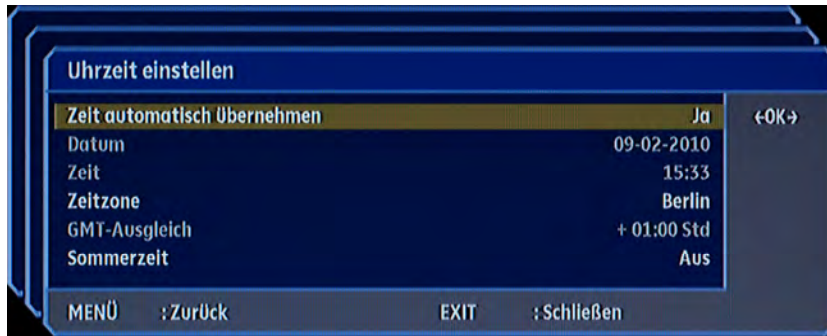 Uhrzeit einstellen
Zeit automatisch Übernehmen Ja ←OK→
Datum 09-02-2010
Zeit 15:33
Zeitzone Berlin
GMT-Ausgleich + 01:00 Std
Sommerzeit Aus
MENÜ :Zurück EXIT :Schließen